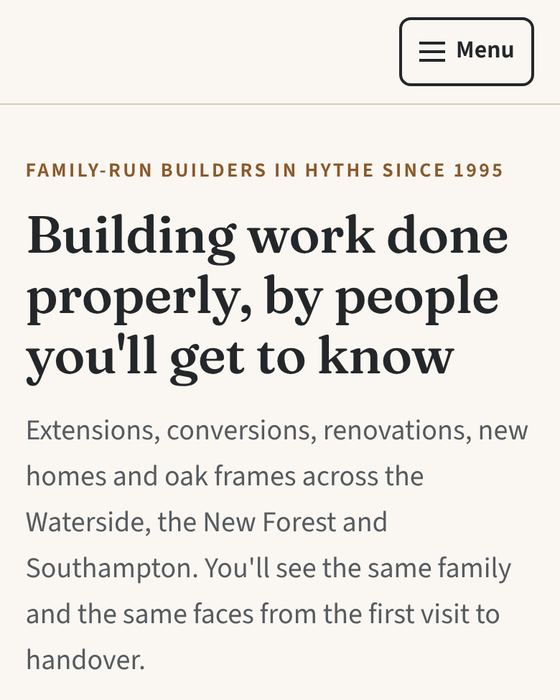 Menu
FAMILY-RUN BUILDERS IN HYTHE SINCE 1995
Building work done
properly, by people
you'll get to know
Extensions, conversions, renovations, new
homes and oak frames across the
Waterside, the New Forest and
Southampton. You'll see the same family
and the same faces from the first visit to
handover.